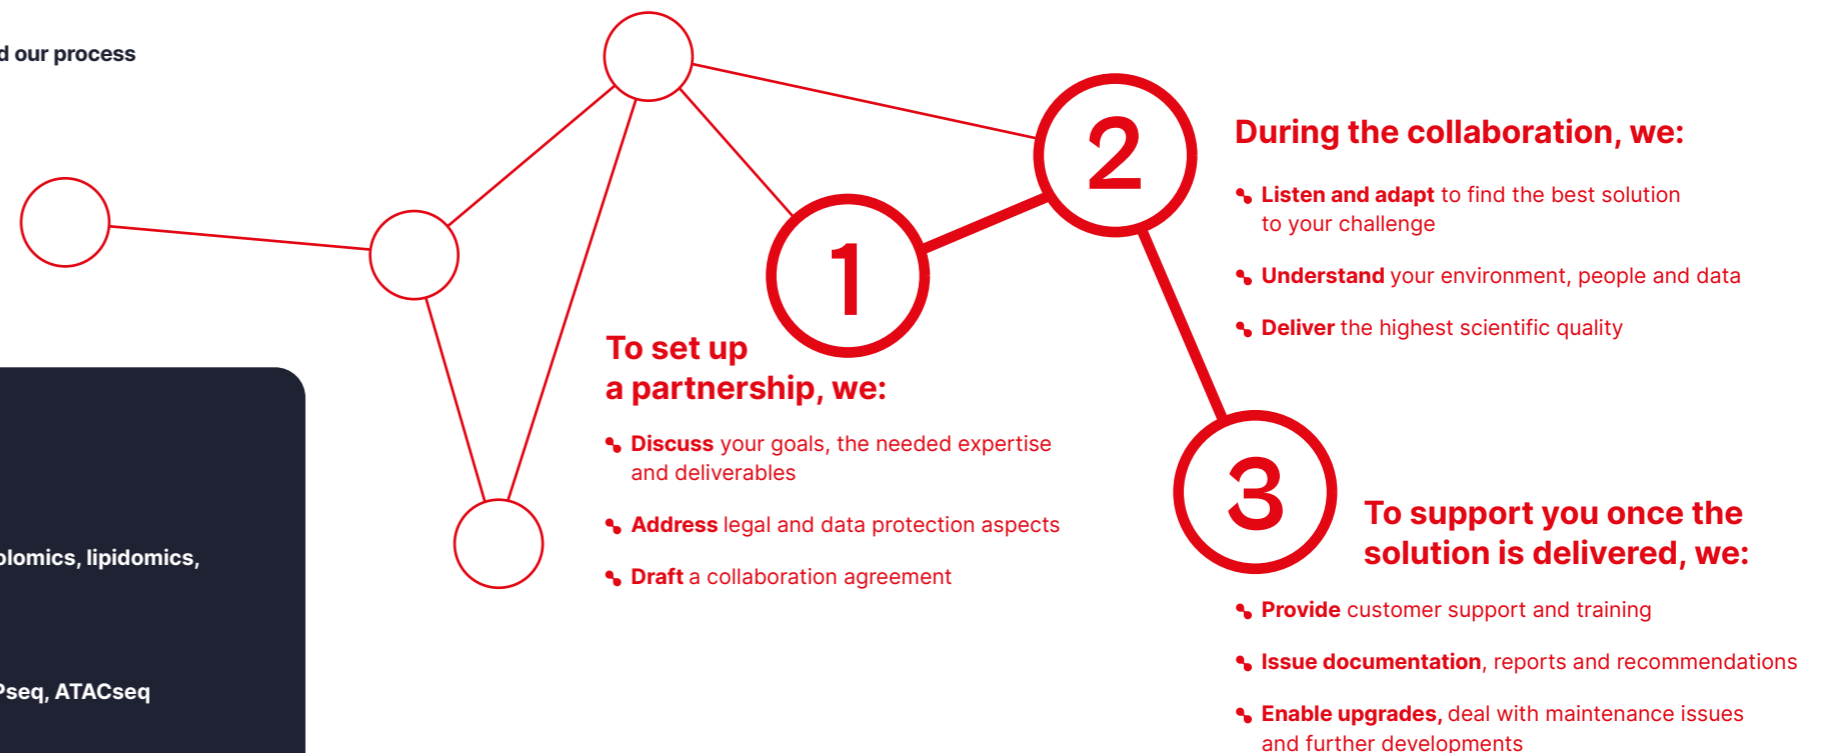 our process
1
To set up
a partnership, we:
Discuss your goals, the needed expertise
and deliverables
Address legal and data protection aspects
Draft a collaboration agreement
2
During the collaboration, we:
Listen and adapt to find the best solution
to your challenge
Understand your environment, people and data
Deliver the highest scientific quality
3
To support you once the
solution is delivered, we:
Provide customer support and training
Issue documentation, reports and recommendations
Enable upgrades, deal with maintenance issues
and further developments
lipidomics,
ATACseq